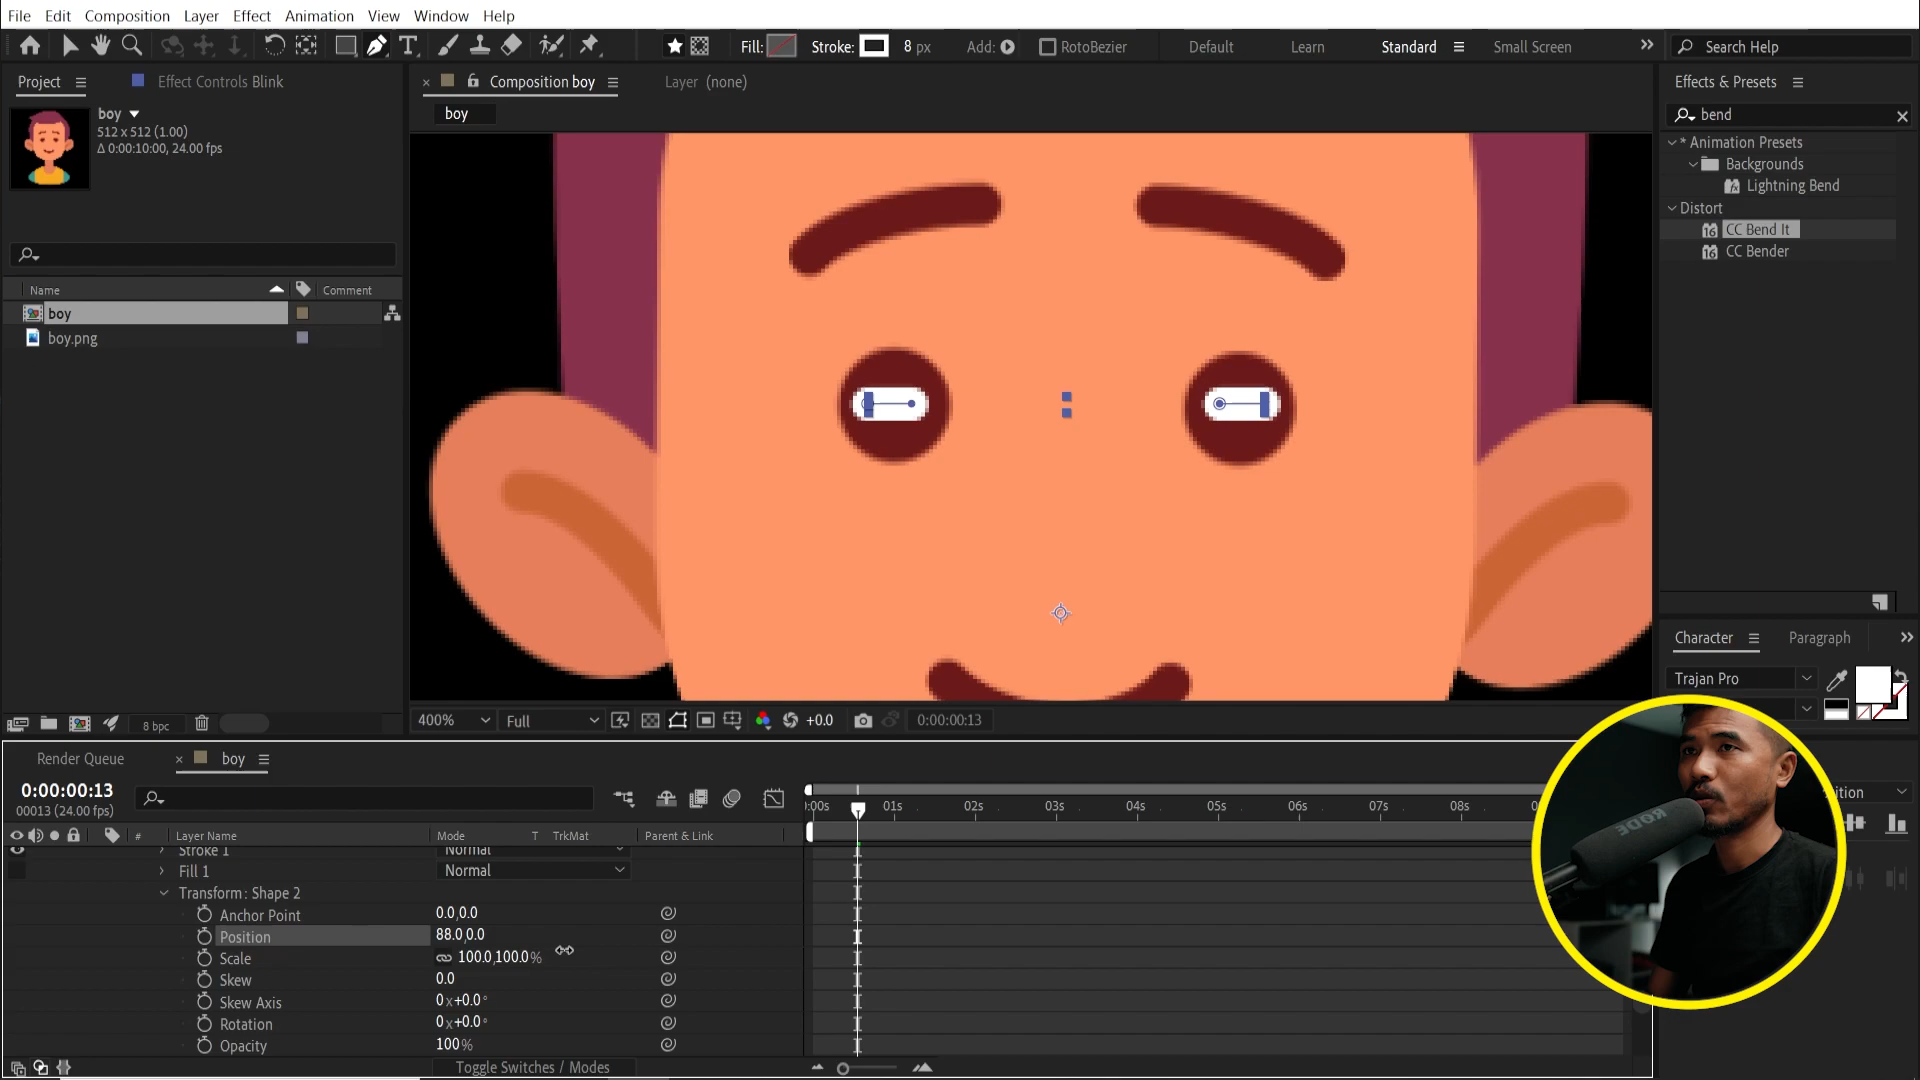 File Edit Composition Layer Effect Animation View Window Help
Fill: Stroke: 8 px Add: RotoBezier Default Learn Standard Small Screen Search Help
Project Effect Controls Blink Composition boy Layer (none) Effects & Presets
boy
512 x 512 (1.00)
Δ 0:00:10:00, 24.00 fps
boy
bend
* Animation Presets
Backgrounds
Lightning Bend
Distort
CC Bend It
CC Bender
Name Comment
boy
boy.png
Character Paragraph
Trajan Pro
8 bpc
400% Full +0.0 0:00:00:13
Render Queue boy
0:00:00:13
00013 (24.00 fps)
:00s 01s 02s 03s 04s 05s 06s 07s 08s
# Layer Name Mode T TrkMat Parent & Link
Stroke 1 Normal
Fill 1 Normal
Transform: Shape 2
Anchor Point 0.0,0.0
Position 88.0,0.0
Scale 100.0,100.0%
Skew 0.0
Skew Axis 0x+0.0°
Rotation 0x+0.0°
Opacity 100%
Toggle Switches / Modes
RODE